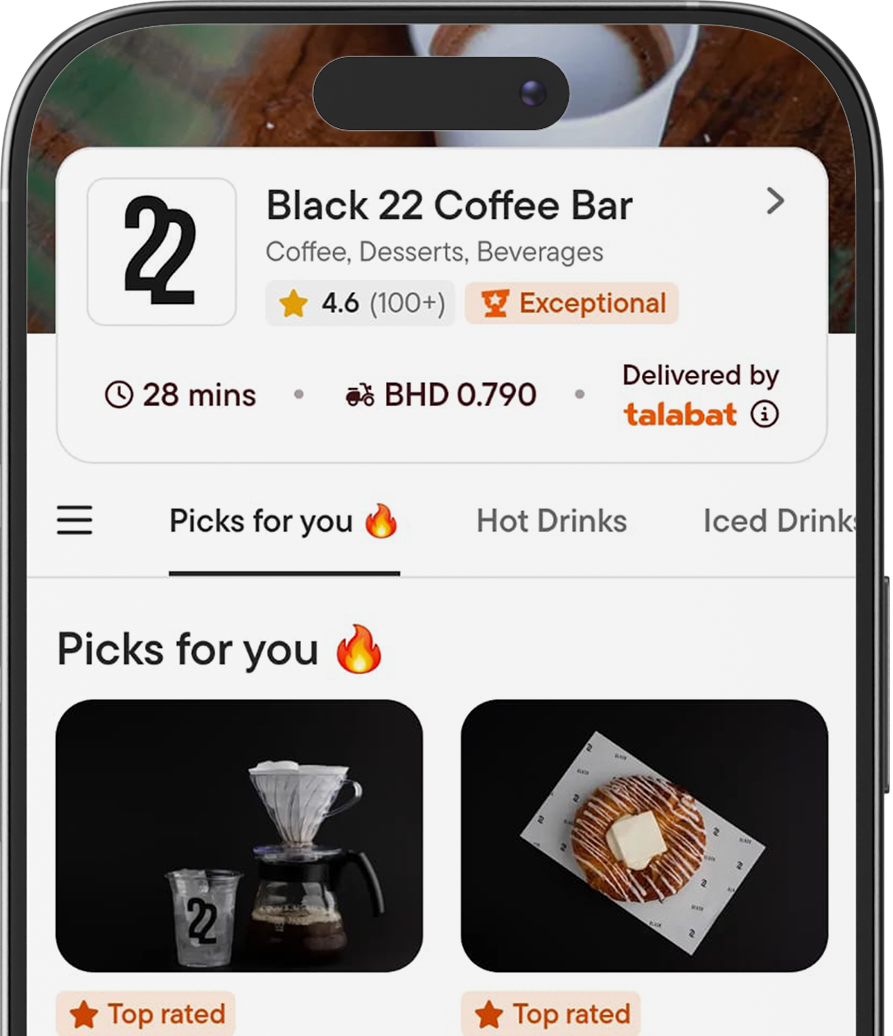 22
Black 22 Coffee Bar
Coffee, Desserts, Beverages
4.6 (100+)
Exceptional
28 mins • BHD 0.790 • Delivered by
talabat
Picks for you 🔥
Hot Drinks
Iced Drinks
Picks for you 🔥
22
Top rated
Top rated